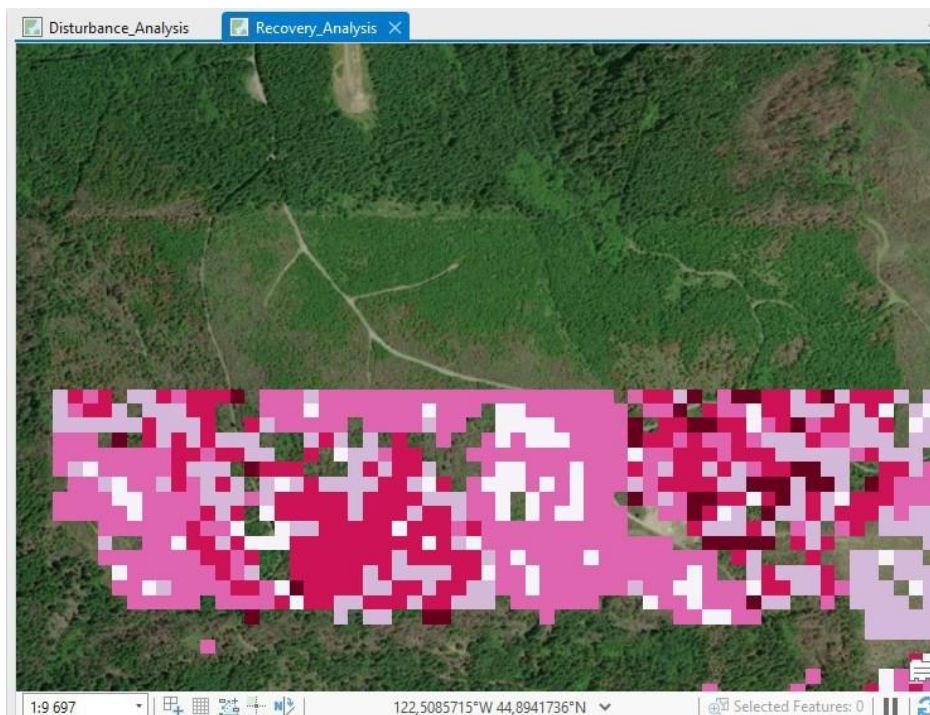 Disturbance_Analysis
Recovery_Analysis
1:9 697
N
122,5085715°W 44,8941736°N
Selected Features: 0